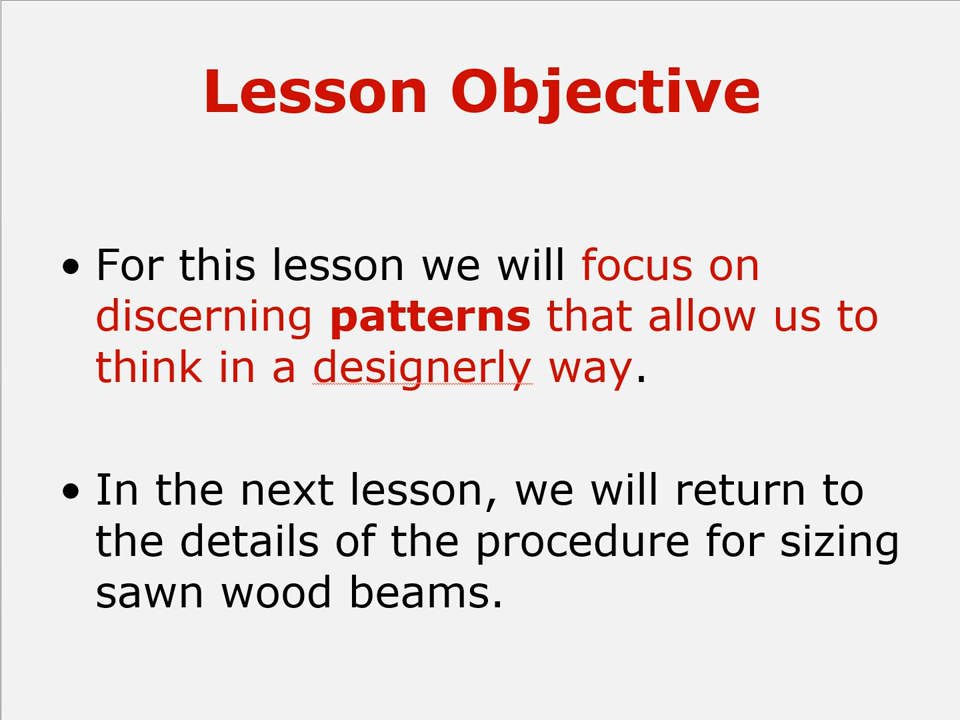 Lesson Objective
• For this lesson we will focus on
discerning patterns that allow us to
think in a designerly way.
• In the next lesson, we will return to
the details of the procedure for sizing
sawn wood beams.